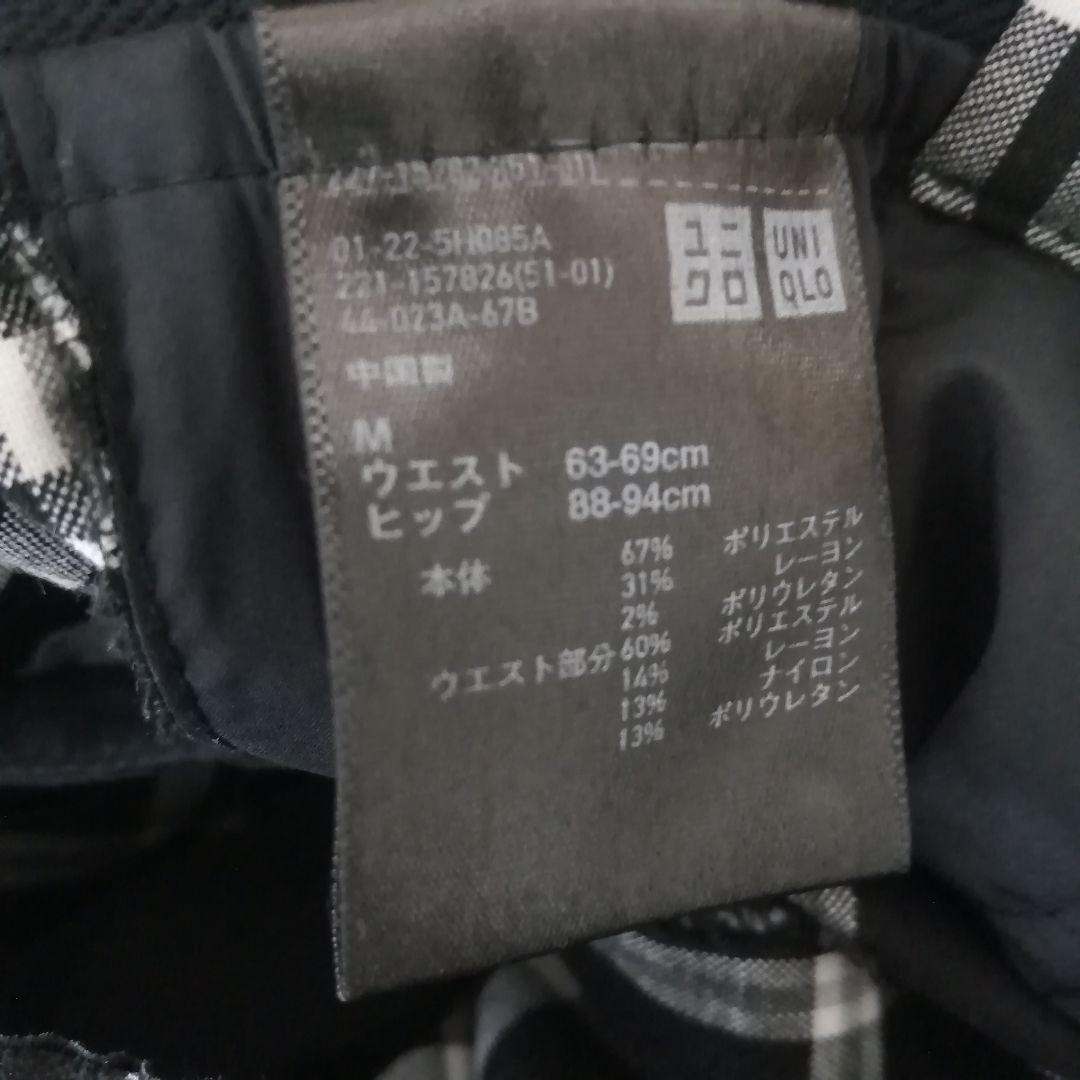 01-22-5H085A
221-157826(51-01)
44-023A-67B
ユニクロ
UNIQLO
中国製
M
ウエスト 63-69cm
ヒップ 88-94cm
本体 67% ポリエステル
31% レーヨン
2% ポリウレタン
ウエスト部分 60% ポリエステル
14% レーヨン
13% ナイロン
13% ポリウレタン